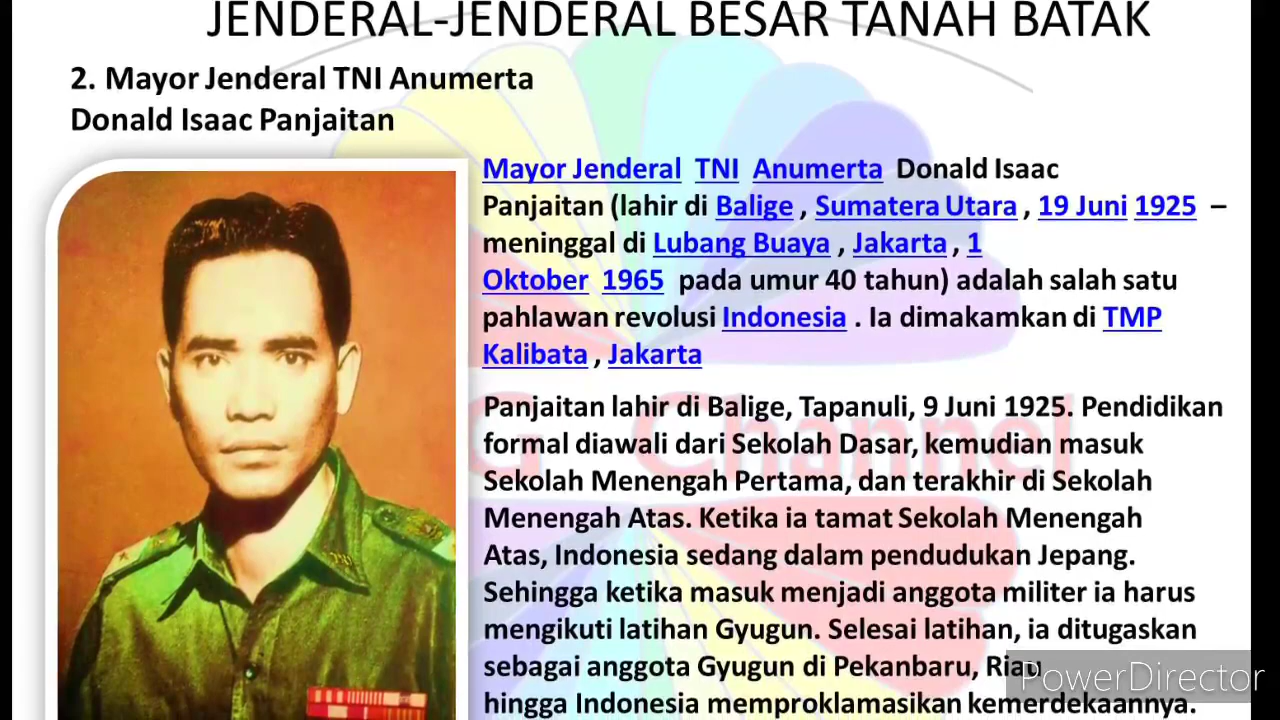 JENDERAL-JENDERAL BESAR TANAH BATAK
2. Mayor Jenderal TNI Anumerta
Donald Isaac Panjaitan
Mayor Jenderal TNI Anumerta Donald Isaac
Panjaitan (lahir di Balige , Sumatera Utara , 19 Juni 1925 –
meninggal di Lubang Buaya , Jakarta , 1
Oktober 1965 pada umur 40 tahun) adalah salah satu
pahlawan revolusi Indonesia . Ia dimakamkan di TMP
Kalibata , Jakarta
Panjaitan lahir di Balige, Tapanuli, 9 Juni 1925. Pendidikan
formal diawali dari Sekolah Dasar, kemudian masuk
Sekolah Menengah Pertama, dan terakhir di Sekolah
Menengah Atas. Ketika ia tamat Sekolah Menengah
Atas, Indonesia sedang dalam pendudukan Jepang.
Sehingga ketika masuk menjadi anggota militer ia harus
mengikuti latihan Gyugun. Selesai latihan, ia ditugaskan
sebagai anggota Gyugun di Pekanbaru, Riau
hingga Indonesia memproklamasikan kemerdekaannya.
G Channel
PowerDirector